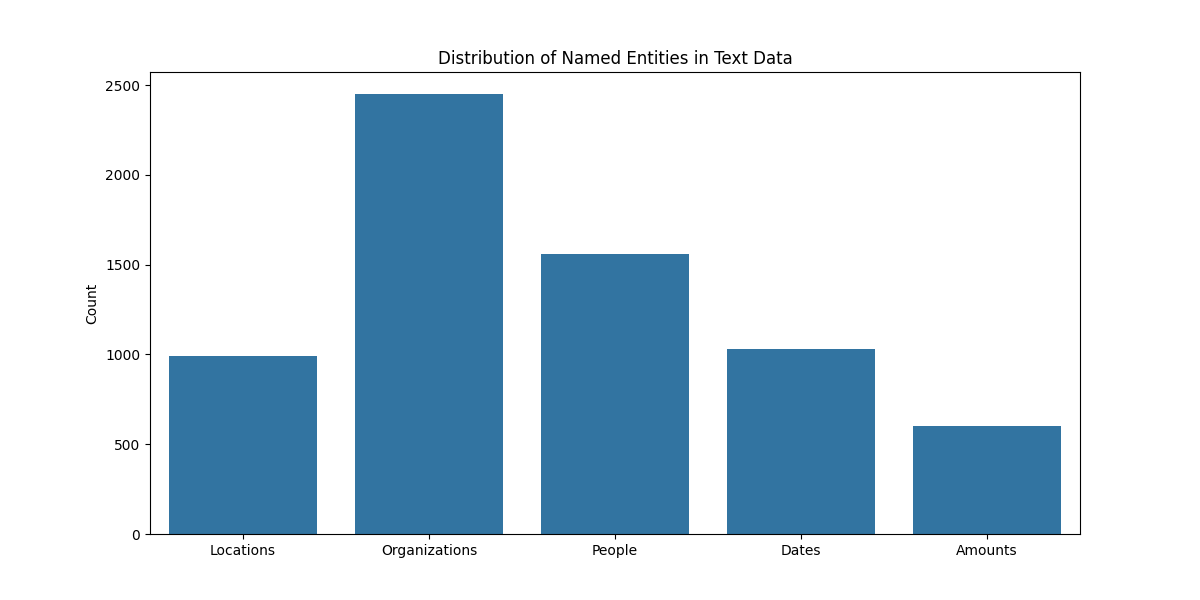 Distribution of Named Entities in Text Data
2500
2000
1500
1000
500
0
Count
Locations Organizations People Dates Amounts